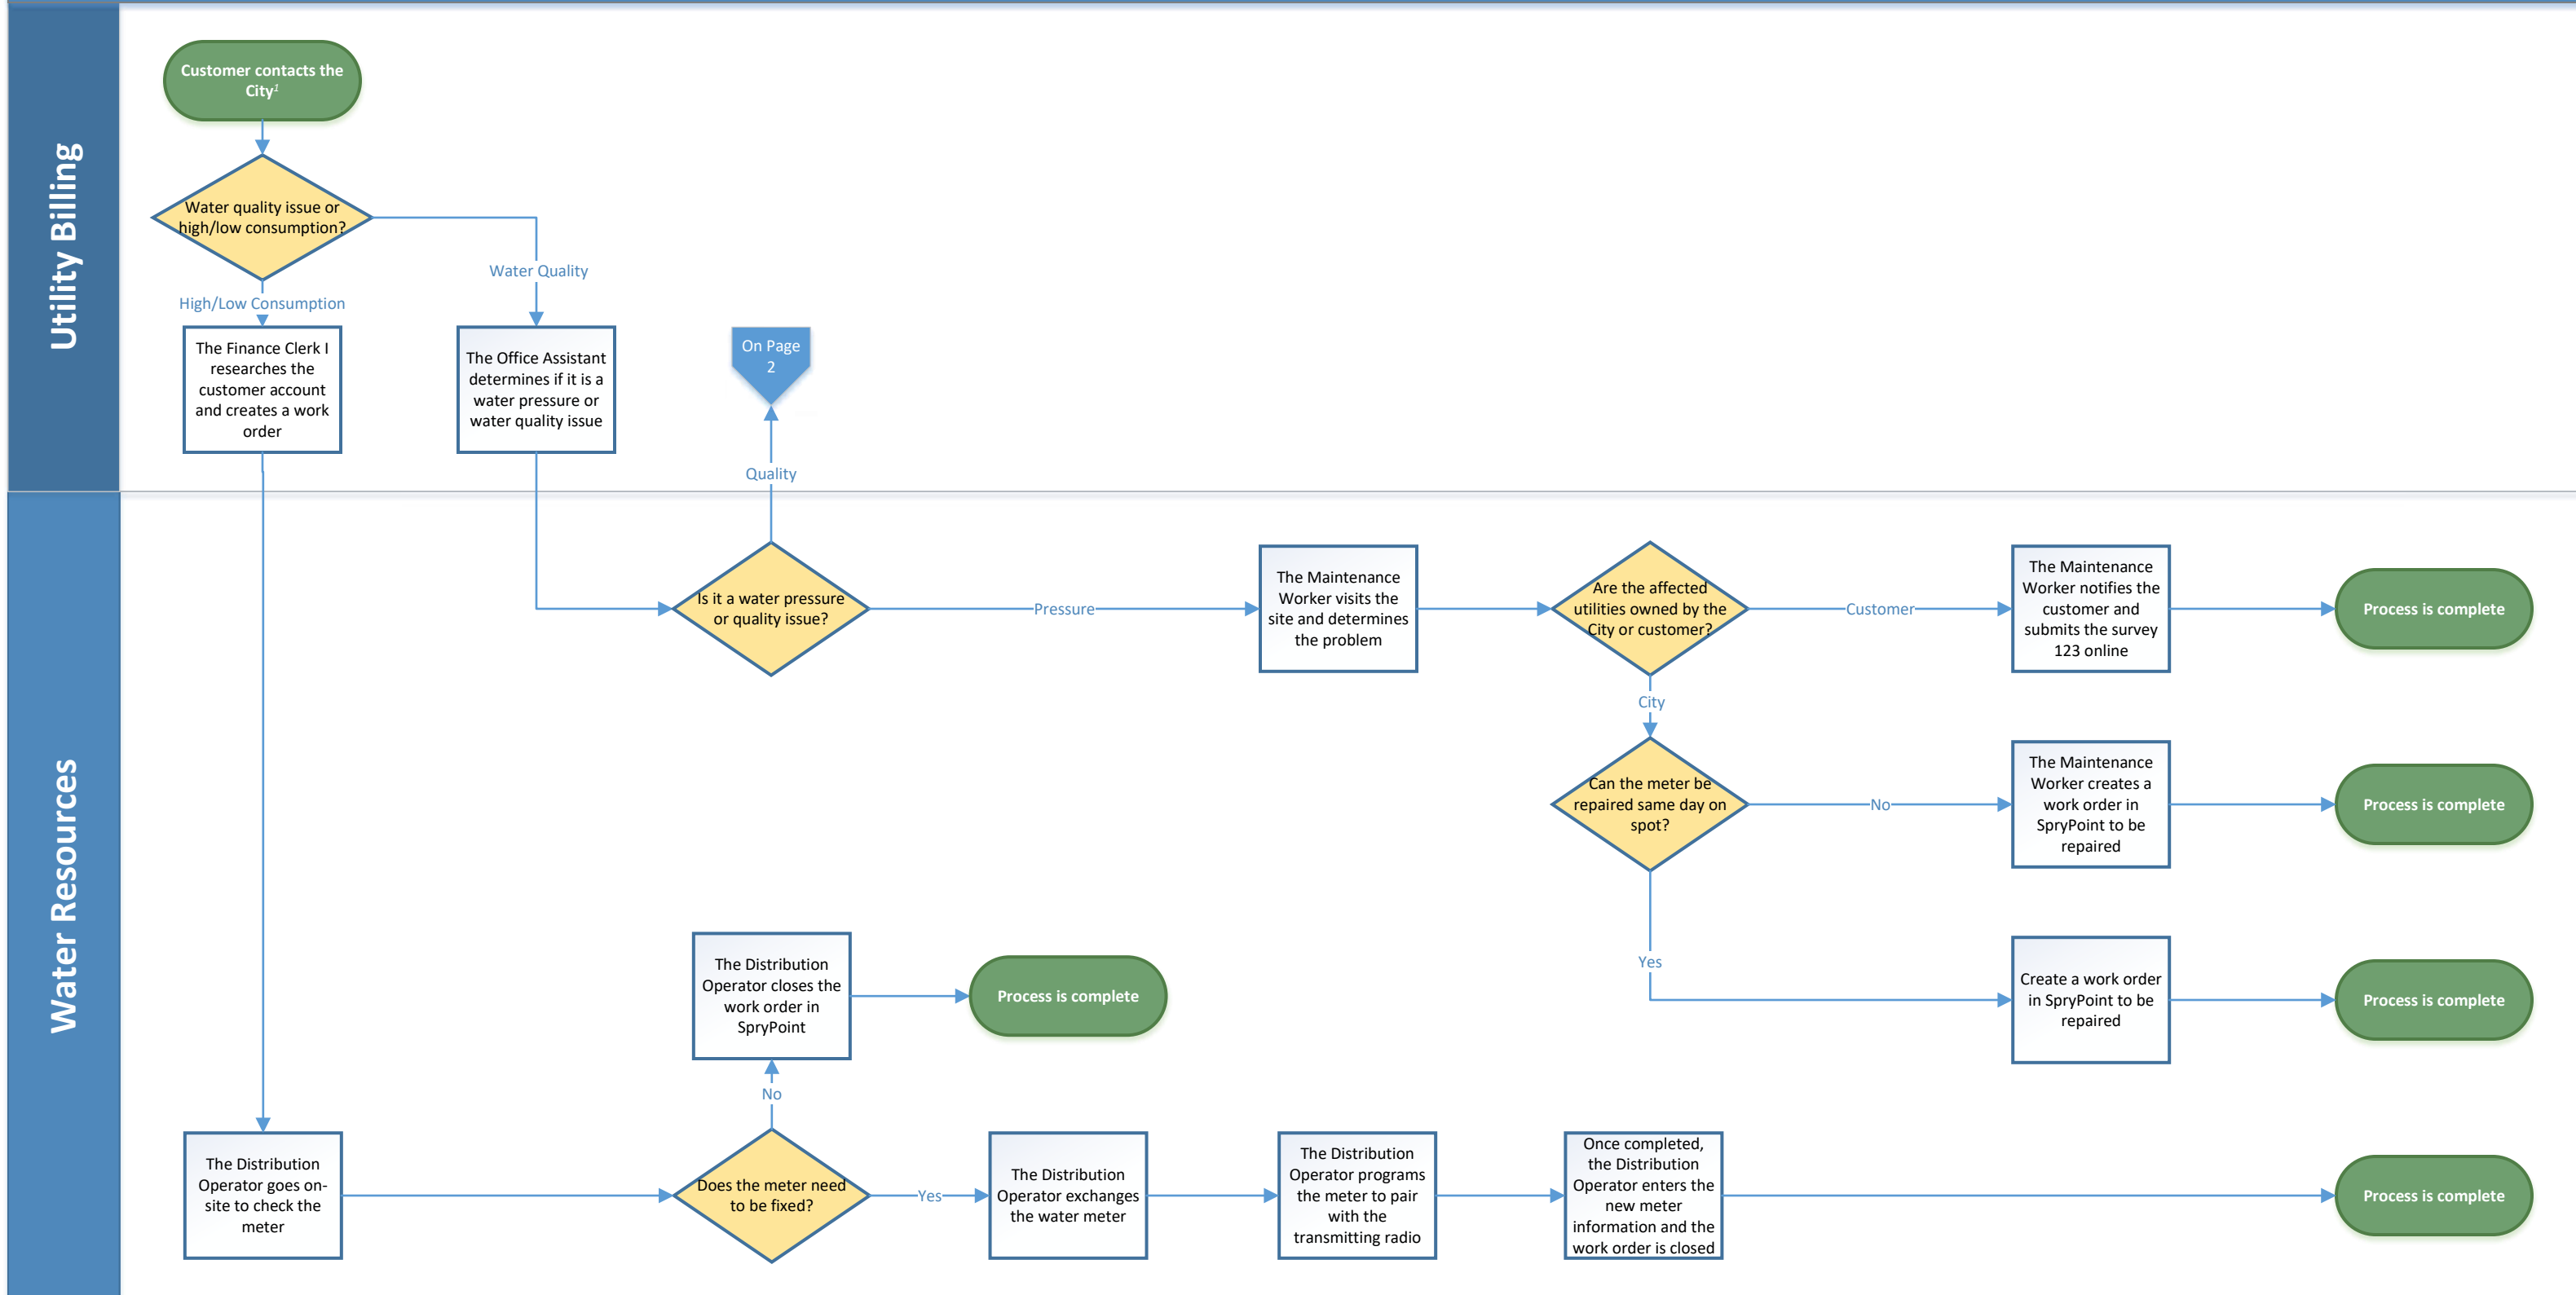 Utility Billing
Customer contacts the
City1
Water quality issue or
high/low consumption?
Water Quality
High/Low Consumption
The Finance Clerk I
researches the
customer account
and creates a work
order
The Office Assistant
determines if it is a
water pressure or
water quality issue
On Page
2
Quality
Water Resources
Is it a water pressure
or quality issue?
Pressure
The Maintenance
Worker visits the
site and determines
the problem
Are the affected
utilities owned by the
City or customer?
Customer
The Maintenance
Worker notifies the
customer and
submits the survey
123 online
Process is complete
City
Can the meter be
repaired same day on
spot?
No
The Maintenance
Worker creates a
work order in
SpryPoint to be
repaired
Process is complete
Yes
Create a work order
in SpryPoint to be
repaired
Process is complete
The Distribution
Operator closes the
work order in
SpryPoint
Process is complete
No
The Distribution
Operator goes on-
site to check the
meter
Does the meter need
to be fixed?
Yes
The Distribution
Operator exchanges
the water meter
The Distribution
Operator programs
the meter to pair
with the
transmitting radio
Once completed,
the Distribution
Operator enters the
new meter
information and the
work order is closed
Process is complete